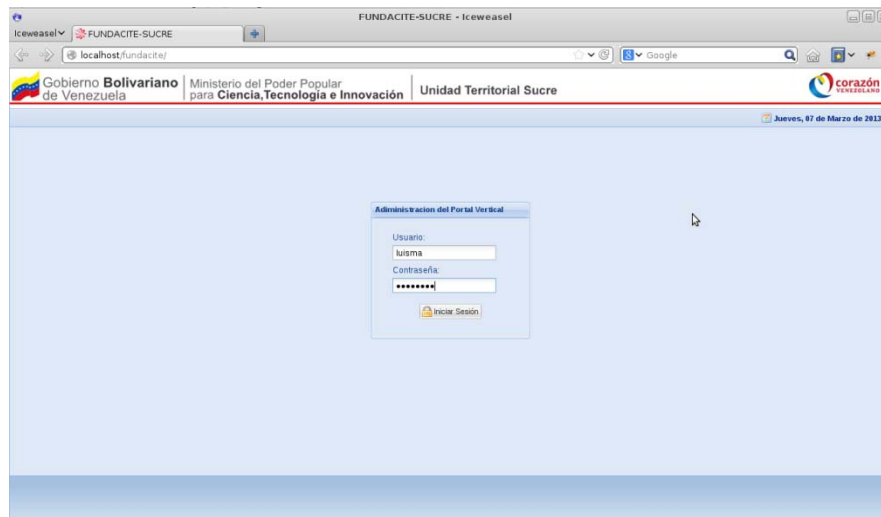 FUNDACITE-SUCRE - Iceweasel
Iceweasel FUNDACITE-SUCRE
localhost/fundacite/ Google
Gobierno Bolivariano de Venezuela
Ministerio del Poder Popular
para Ciencia,Tecnología e Innovación
Unidad Territorial Sucre
corazón
VENEZOLANO
Jueves, 07 de Marzo de 2013
Adiministracion del Portal Vertical
Usuario:
luisma
Contraseña:
••••••••
Iniciar Sesión